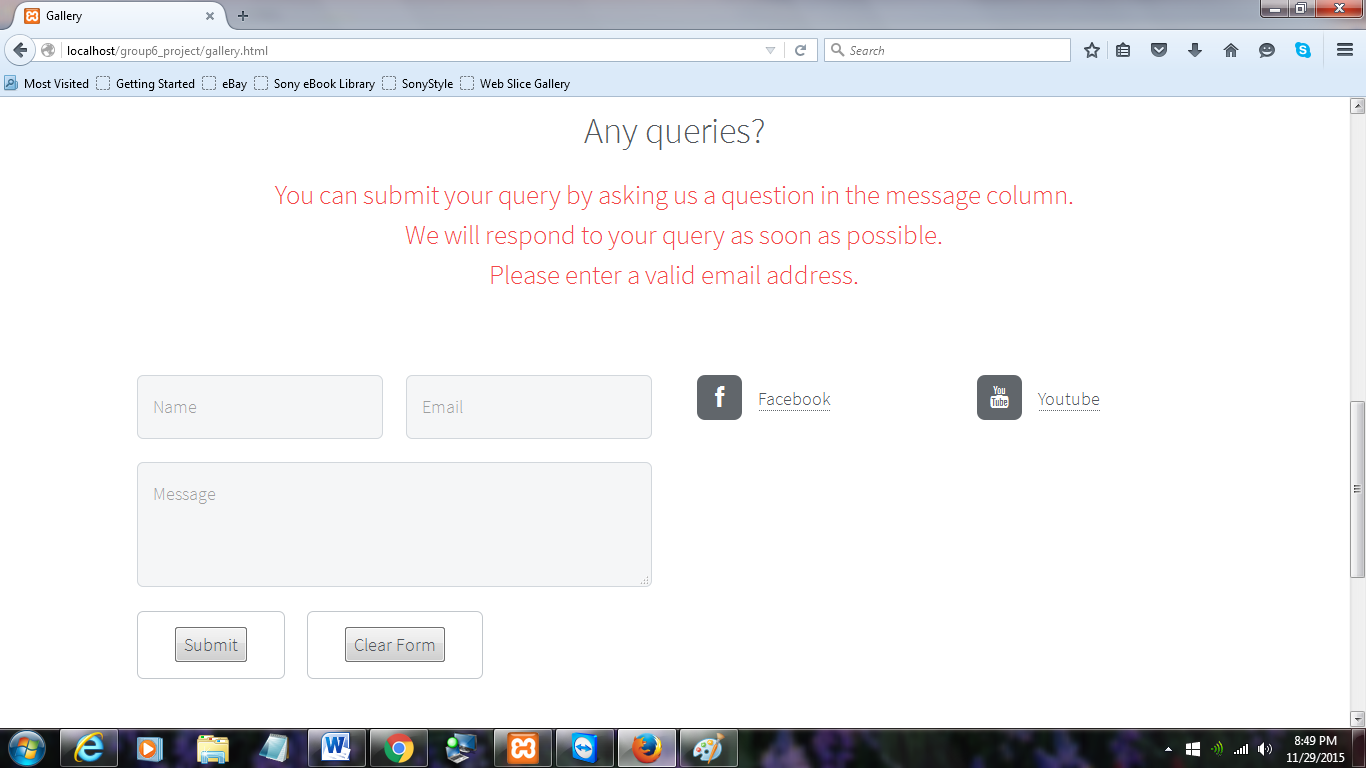 Gallery
localhost/group6_project/gallery.html
Search
Most Visited Getting Started eBay Sony eBook Library SonyStyle Web Slice Gallery
Any queries?
You can submit your query by asking us a question in the message column.
We will respond to your query as soon as possible.
Please enter a valid email address.
Name Email f Facebook You Tube Youtube
Message
Submit Clear Form
8:49 PM
11/29/2015